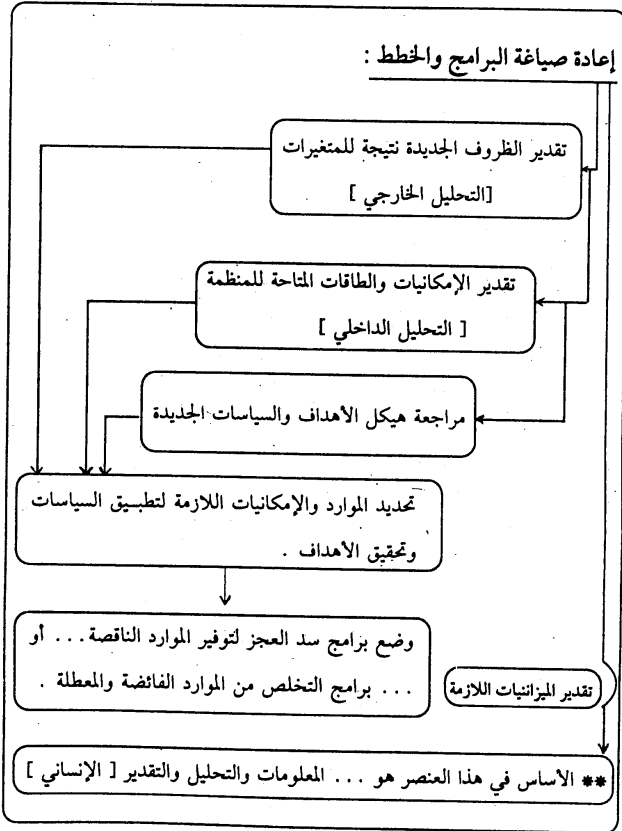 إعادة صياغة البرامج والخطط :
تقدير الظروف الجديدة نتيجة للمتغيرات
[التحليل الخارجي ]
تقدير الإمكانيات والطاقات المتاحة للمنظمة
[ التحليل الداخلي ]
مراجعة هيكل الأهداف والسياسات الجديدة
تحديد الموارد والإمكانيات اللازمة لتطبيق السياسات
وتحقيق الأهداف .
وضع برامج سد العجز لتوفير الموارد الناقصة... أو
... برامج التخلص من الموارد الفائضة والمعطلة .
تقدير الميزانيات اللازمة
** الأساس في هذا العنصر هو ... المعلومات والتحليل والتقدير [ الإنساني ]